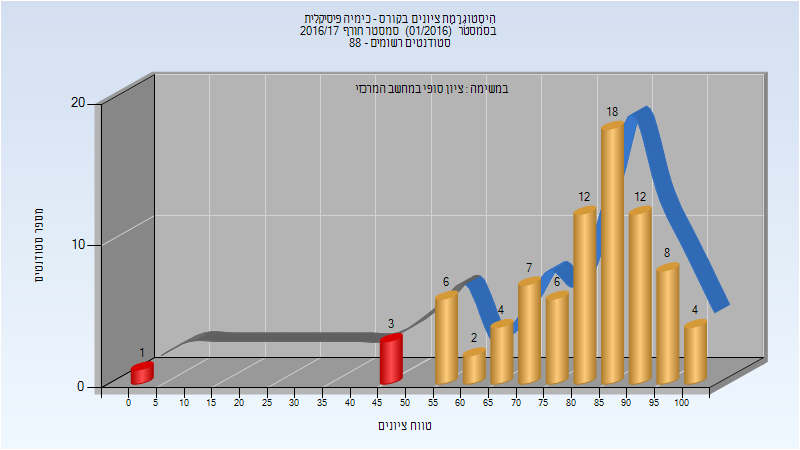 היסטוגרמת ציונים בקורס - כימיה פיסיקלית
בסמסטר (01/2016) סמסטר חורף 2016/17
סטודנטים רשומים - 88
במשימה : ציון סופי במחשב המרכזי
מספר סטודנטים
20
10
0
1
3
6
2
4
7
6
12
18
12
8
4
0 5 10 15 20 25 30 35 40 45 50 55 60 65 70 75 80 85 90 95 100
טווח ציונים